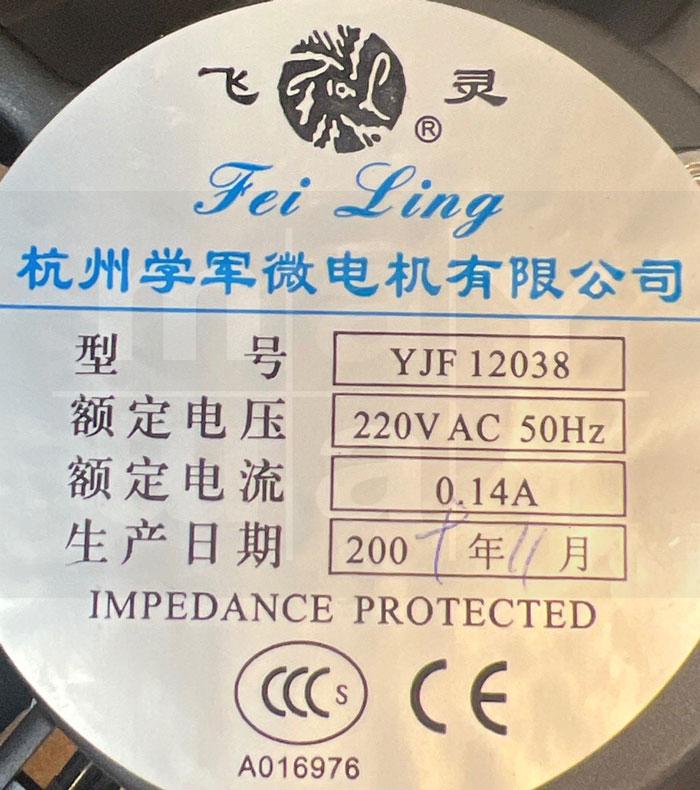 飞 灵
®
Fei Ling
杭州学军微电机有限公司
型 号 YJF 12038
额定电压 220V AC 50Hz
额定电流 0.14A
生产日期 200 年 11 月
IMPEDANCE PROTECTED
CCC S CE
A016976